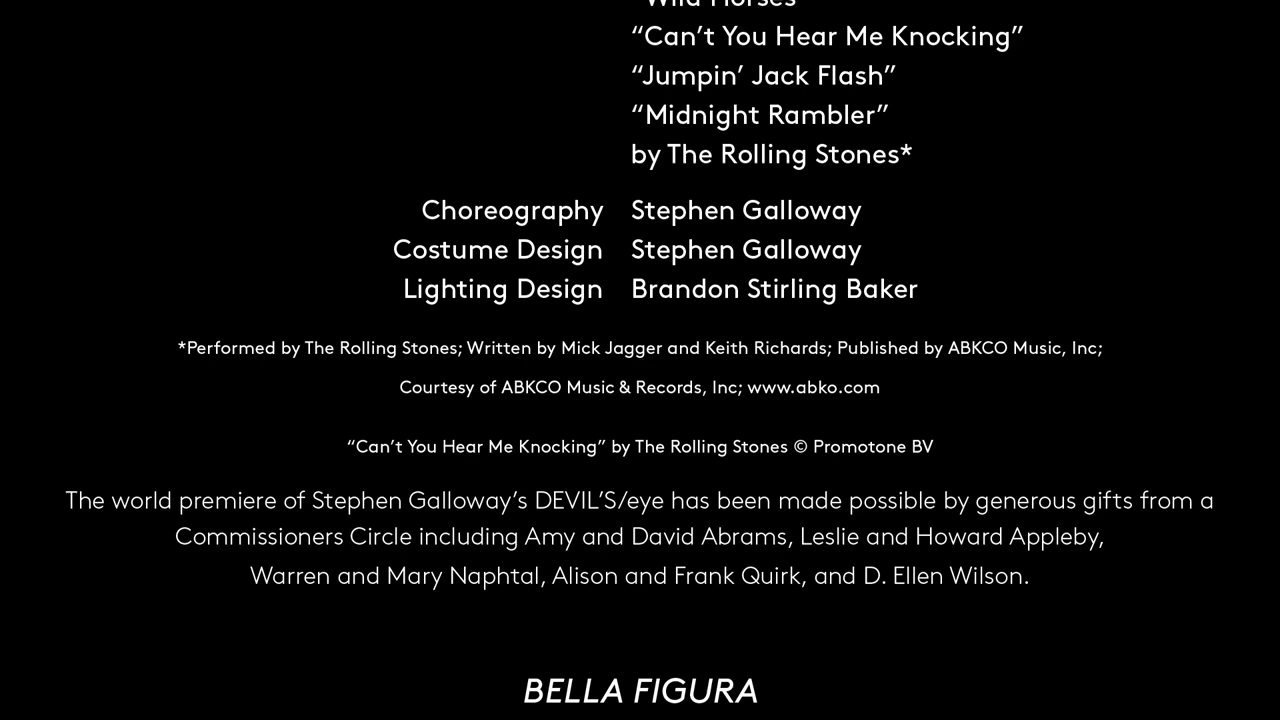 "Wild Horses"
“Can’t You Hear Me Knocking”
“Jumpin’ Jack Flash”
“Midnight Rambler”
by The Rolling Stones*
Choreography Stephen Galloway
Costume Design Stephen Galloway
Lighting Design Brandon Stirling Baker
*Performed by The Rolling Stones; Written by Mick Jagger and Keith Richards; Published by ABKCO Music, Inc;
Courtesy of ABKCO Music & Records, Inc; www.abko.com
“Can’t You Hear Me Knocking” by The Rolling Stones © Promotone BV
The world premiere of Stephen Galloway’s DEVIL’S/eye has been made possible by generous gifts from a
Commissioners Circle including Amy and David Abrams, Leslie and Howard Appleby,
Warren and Mary Naphtal, Alison and Frank Quirk, and D. Ellen Wilson.
BELLA FIGURA